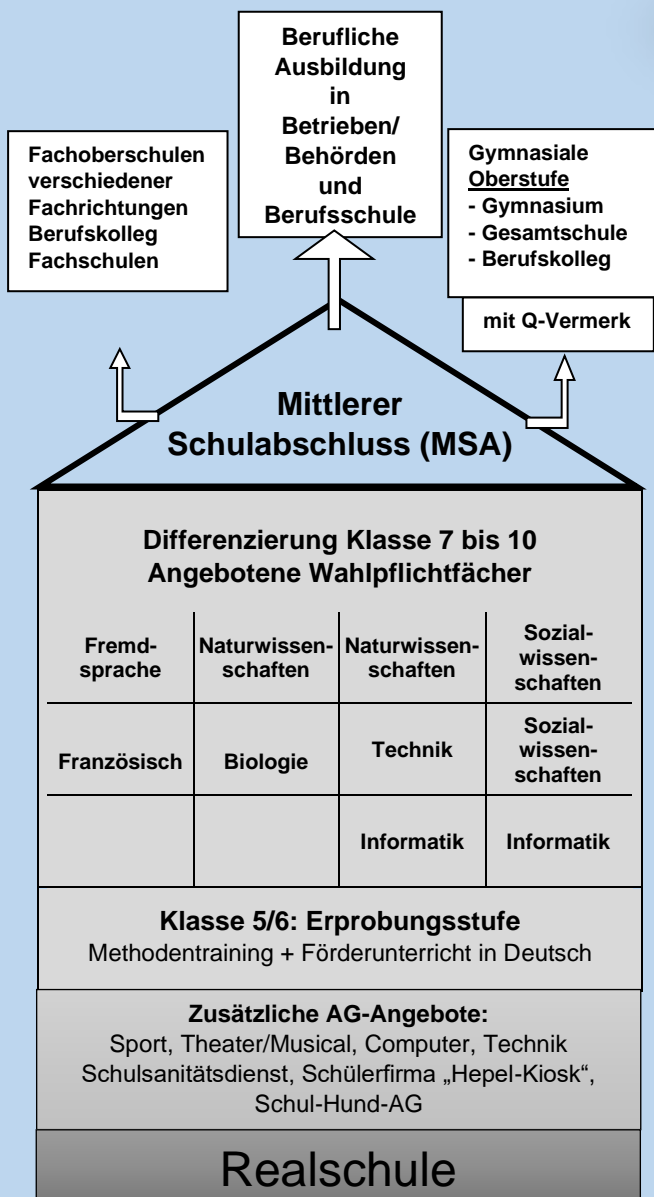 Berufliche
Ausbildung
in
Betrieben/
Behörden
und
Berufsschule
Fachoberschulen
verschiedener
Fachrichtungen
Berufskolleg
Fachschulen
Gymnasiale
Oberstufe
- Gymnasium
- Gesamtschule
- Berufskolleg
mit Q-Vermerk
Mittlerer
Schulabschluss (MSA)
Differenzierung Klasse 7 bis 10
Angebotene Wahlpflichtfächer
Fremd-
sprache
Naturwissen-
schaften
Naturwissen-
schaften
Sozial-
wissen-
schaften
Französisch
Biologie
Technik
Sozial-
wissen-
schaften
Informatik
Informatik
Klasse 5/6: Erprobungsstufe
Methodentraining + Förderunterricht in Deutsch
Zusätzliche AG-Angebote:
Sport, Theater/Musical, Computer, Technik
Schulsanitätsdienst, Schülerfirma „Hepel-Kiosk“,
Schul-Hund-AG
Realschule